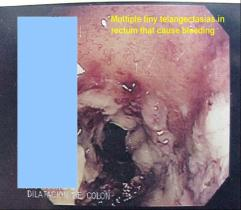 Multiple tiny telangectasias in
rectum that cause bleeding
DILATACION DE COLON